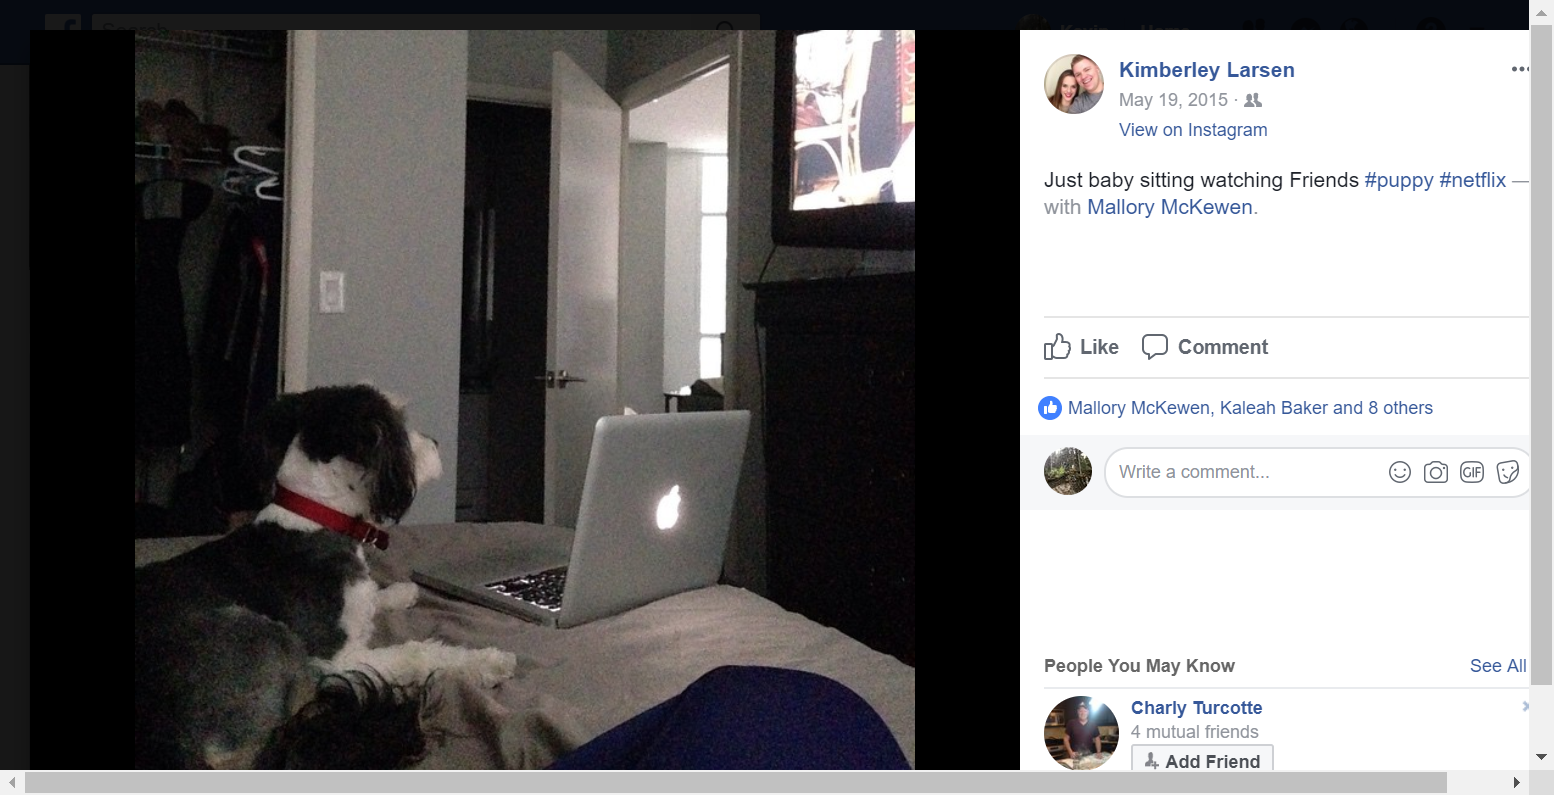 Search
Kimberley Larsen
May 19, 2015 ·
View on Instagram
Just baby sitting watching Friends #puppy #netflix —
with Mallory McKewen.
Like Comment
Mallory McKewen, Kaleah Baker and 8 others
Write a comment...
GIF
People You May Know See All
Charly Turcotte
4 mutual friends
Add Friend